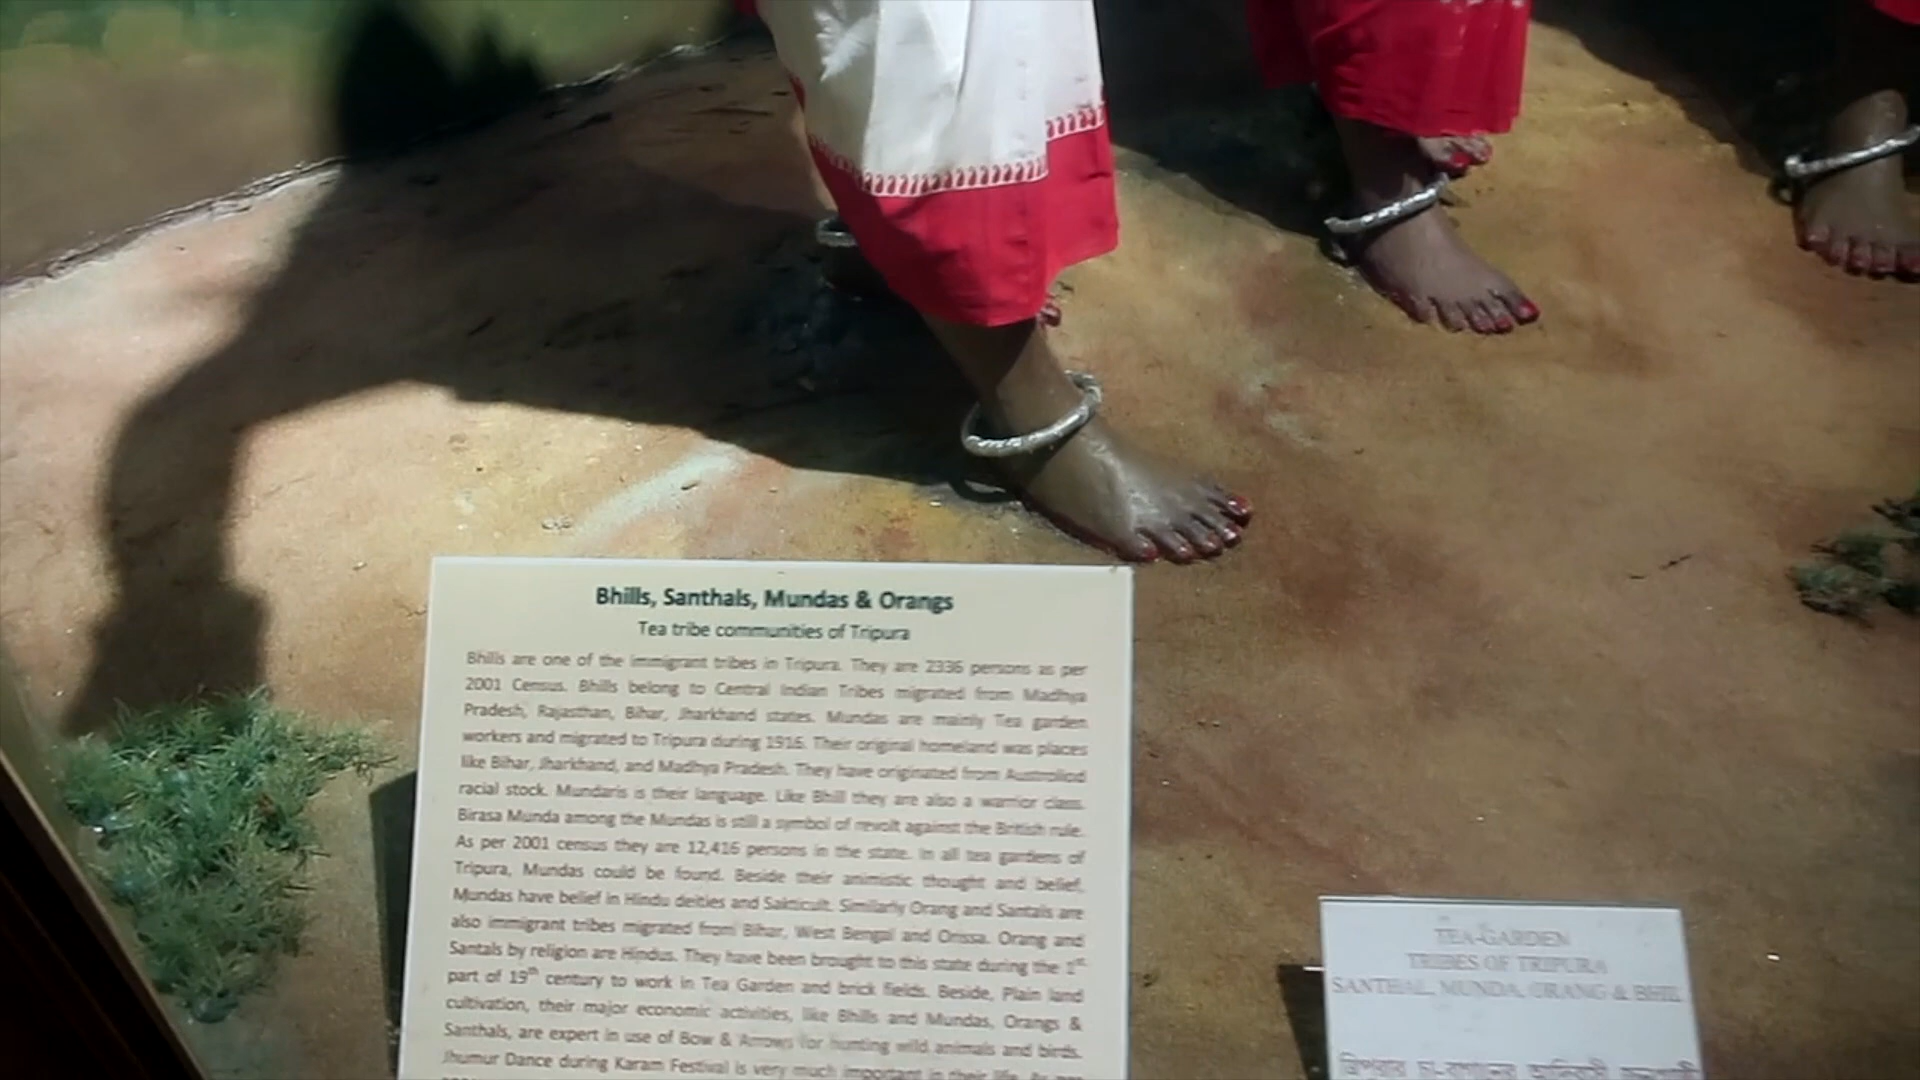 Bhills, Santhals, Mundas & Orangs
Tea tribe communities of Tripura
Bhills are one of the immigrant tribes in Tripura. They are 2336 persons as per
2001 Census. Bhills belong to Central Indian Tribes migrated from Madhya
Pradesh, Rajasthan, Bihar, Jharkhand states. Mundas are mainly Tea garden
workers and migrated to Tripura during 1916. Their original homeland was places
like Bihar, Jharkhand, and Madhya Pradesh. They have originated from Austroliod
racial stock. Mundaris is their language. Like Bhill they are also a warrior class.
Birasa Munda among the Mundas is still a symbol of revolt against the British rule.
As per 2001 census they are 12,416 persons in the state. In all tea gardens of
Tripura, Mundas could be found. Beside their animistic thought and belief,
Mundas have belief in Hindu deities and Sakticult. Similarly Orang and Santals are
also immigrant tribes migrated from Bihar, West Bengal and Orissa. Orang and
Santals by religion are Hindus. They have been brought to this state during the 1st
part of 19th century to work in Tea Garden and brick fields. Beside, Plain land
cultivation, their major economic activities, like Bhills and Mundas, Orangs &
Santhals, are expert in use of Bow & Arrows for hunting wild animals and birds.
Jhumur Dance during Karam Festival is very much important in their life. As per
TEA-GARDEN
TRIBES OF TRIPURA
SANTHAL, MUNDA, ORANG & BHIL
ত্রিপুরার চা-বাগানের আদিবাসী